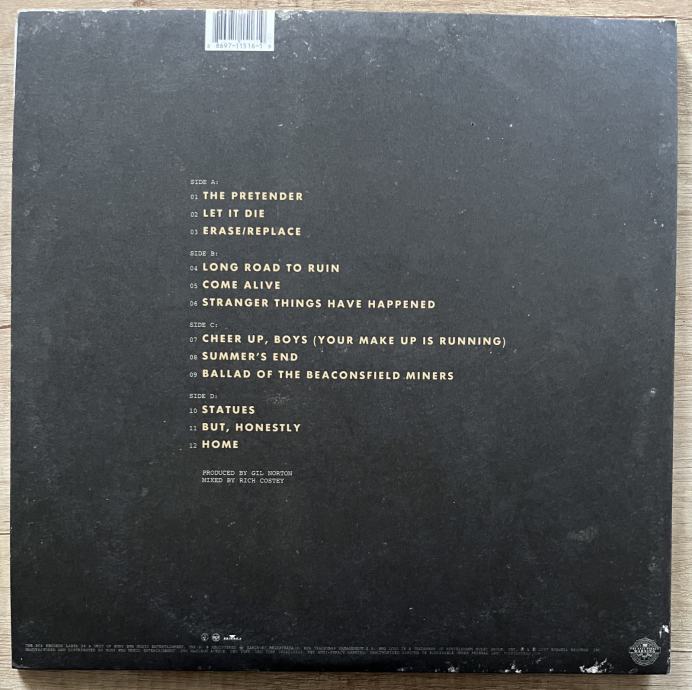 8697-11516-1
SIDE A:
01 THE PRETENDER
02 LET IT DIE
03 ERASE/REPLACE
SIDE B:
04 LONG ROAD TO RUIN
05 COME ALIVE
06 STRANGER THINGS HAVE HAPPENED
SIDE C:
07 CHEER UP, BOYS (YOUR MAKE UP IS RUNNING)
08 SUMMER'S END
09 BALLAD OF THE BEACONSFIELD MINERS
SIDE D:
10 STATUES
11 BUT, HONESTLY
12 HOME
PRODUCED BY GIL NORTON
MIXED BY RICH COSTEY